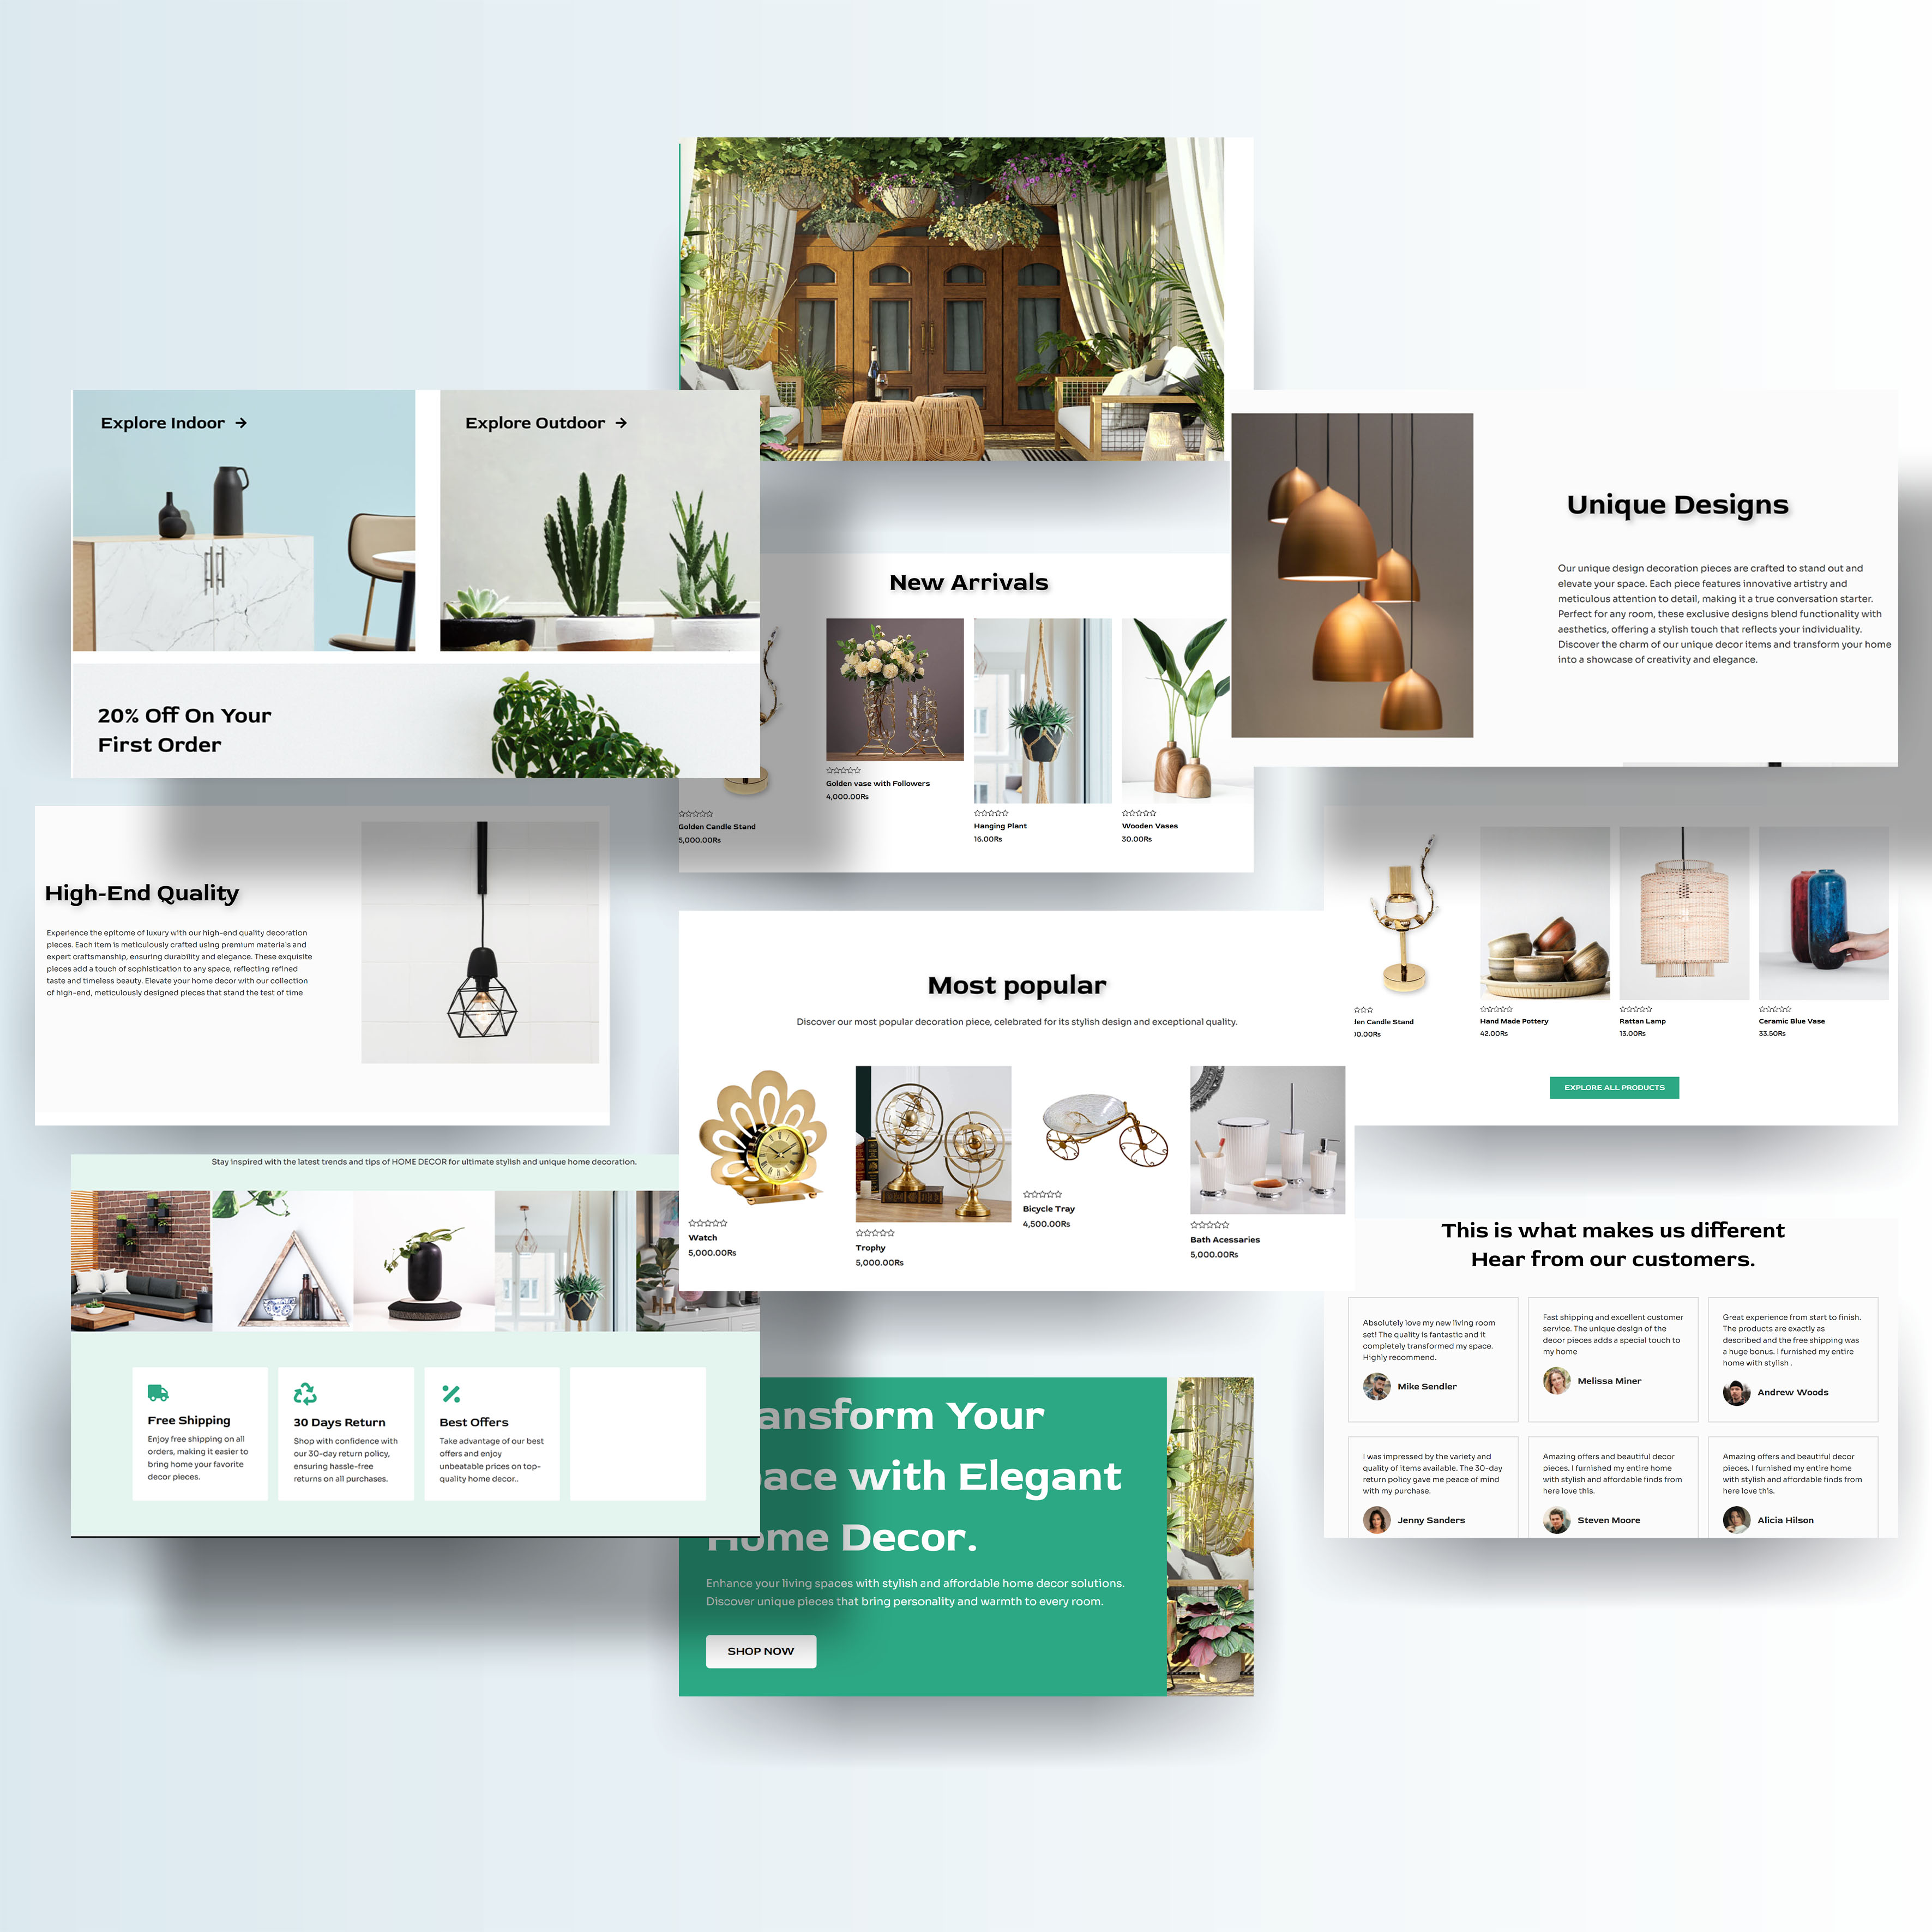 Explore Indoor →
Explore Outdoor →
20% Off On Your
First Order
New Arrivals
Golden Candle Stand
5,000.00Rs
Golden vase with Followers
4,000.00Rs
Hanging Plant
16.00Rs
Wooden Vases
30.00Rs
Unique Designs
Our unique design decoration pieces are crafted to stand out and
elevate your space. Each piece features innovative artistry and
meticulous attention to detail, making it a true conversation starter.
Perfect for any room, these exclusive designs blend functionality with
aesthetics, offering a stylish touch that reflects your individuality.
Discover the charm of our unique decor items and transform your home
into a showcase of creativity and elegance.
High-End Quality
Experience the epitome of luxury with our high-end quality decoration
pieces. Each item is meticulously crafted using premium materials and
expert craftsmanship, ensuring durability and elegance. These exquisite
pieces add a touch of sophistication to any space, reflecting refined
taste and timeless beauty. Elevate your home decor with our collection
of high-end, meticulously designed pieces that stand the test of time
Candle Stand
0.00Rs
Hand Made Pottery
42.00Rs
Rattan Lamp
13.00Rs
Ceramic Blue Vase
33.50Rs
EXPLORE ALL PRODUCTS
Most popular
Discover our most popular decoration piece, celebrated for its stylish design and exceptional quality.
Watch
5,000.00Rs
Trophy
5,000.00Rs
Bicycle Tray
4,500.00Rs
Bath Acessaries
5,000.00Rs
Stay inspired with the latest trends and tips of HOME DECOR for ultimate stylish and unique home decoration.
Free Shipping
Enjoy free shipping on all
orders, making it easier to
bring home your favorite
decor pieces.
30 Days Return
Shop with confidence with
our 30-day return policy,
ensuring hassle-free
returns on all purchases.
Best Offers
Take advantage of our best
offers and enjoy
unbeatable prices on top-
quality home decor..
ansform Your
ace with Elegant
Home Decor.
Enhance your living spaces with stylish and affordable home decor solutions.
Discover unique pieces that bring personality and warmth to every room.
SHOP NOW
This is what makes us different
Hear from our customers.
Absolutely love my new living room
set! The quality is fantastic and it
completely transformed my space.
Highly recommend.
Mike Sendler
Fast shipping and excellent customer
service. The unique design of the
decor pieces adds a special touch to
my home
Melissa Miner
Great experience from start to finish.
The products are exactly as
described and the free shipping was
a huge bonus. I furnished my entire
home with stylish .
Andrew Woods
I was impressed by the variety and
quality of items available. The 30-day
return policy gave me peace of mind
with my purchase.
Jenny Sanders
Amazing offers and beautiful decor
pieces. I furnished my entire home
with stylish and affordable finds from
here love this.
Steven Moore
Amazing offers and beautiful decor
pieces. I furnished my entire home
with stylish and affordable finds from
here love this.
Alicia Hilson